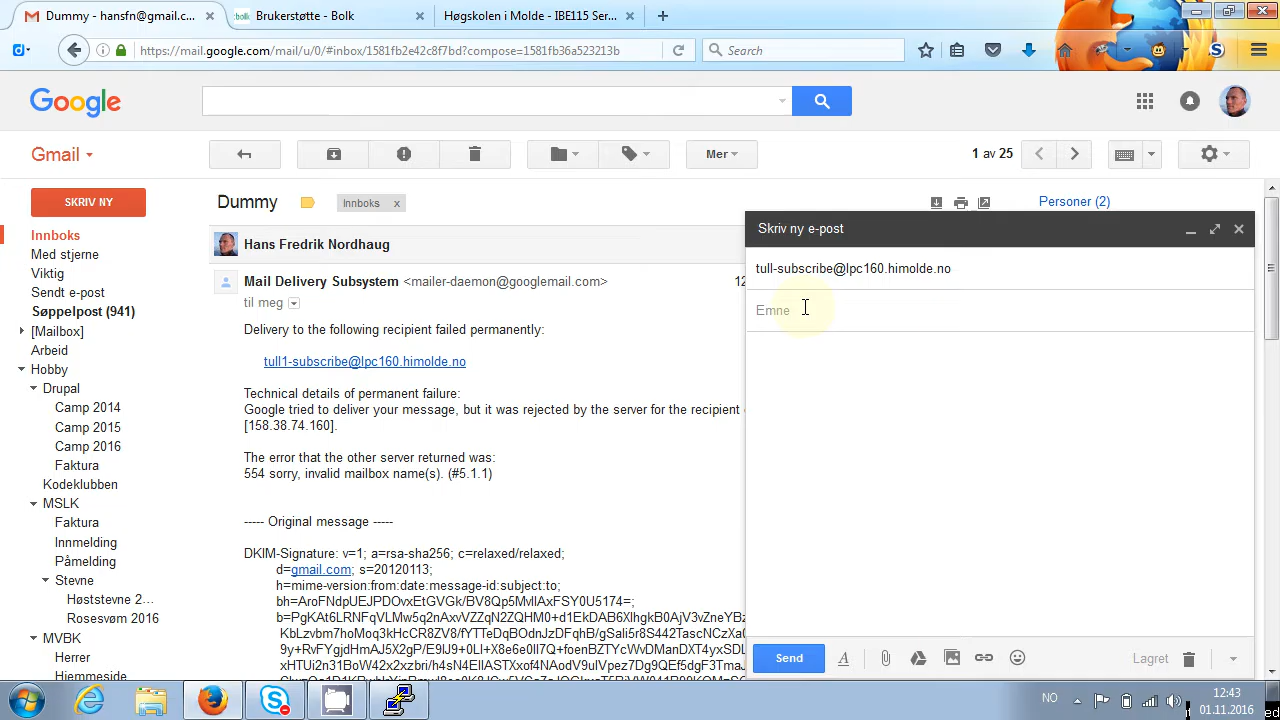 Dummy - hansfn@gmail.c...
:bolk
Brukerstøtte - Bolk
Høgskolen i Molde - IBE115 Ser...
https://mail.google.com/mail/u/0/#inbox/1581fb2ef2c8f7bd?compose=1581fb36a523213b
Search
Google
Gmail
Mer
1 av 25
SKRIV NY
Dummy
Innboks x
Personer (2)
Innboks
Med stjerne
Viktig
Sendt e-post
Søppelpost (941)
[Mailbox]
Arbeid
Hobby
Drupal
Camp 2014
Camp 2015
Camp 2016
Faktura
Kodeklubben
MSLK
Faktura
Innmelding
Påmelding
Stevne
Høststevne 2...
Rosesvøm 2016
MVBK
Herrer
Hjemmeside
Hans Fredrik Nordhaug
Mail Delivery Subsystem <mailer-daemon@googlemail.com>
12
til meg
Delivery to the following recipient failed permanently:
tull1-subscribe@lpc160.himolde.no
Technical details of permanent failure:
Google tried to deliver your message, but it was rejected by the server for the recipient
[158.38.74.160].
The error that the other server returned was:
554 sorry, invalid mailbox name(s). (#5.1.1)
----- Original message -----
DKIM-Signature: v=1; a=rsa-sha256; c=relaxed/relaxed;
d=gmail.com; s=20120113;
h=mime-version:from:date:message-id:subject:to;
Skriv ny e-post
tull-subscribe@lpc160.himolde.no
Emne
Send
Lagret
NO
12:43
01.11.2016